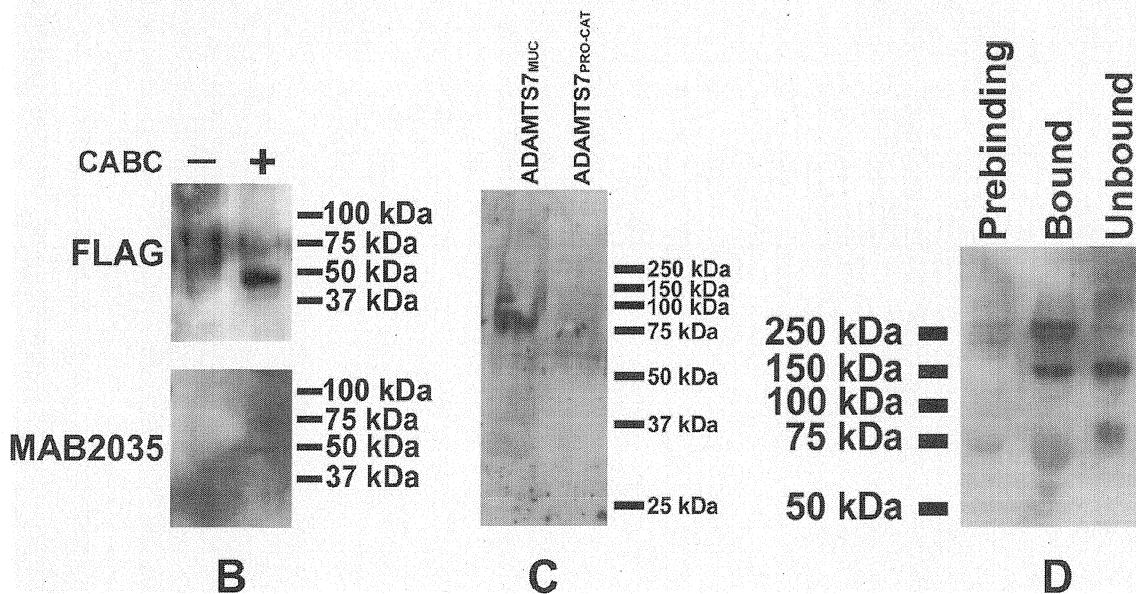 CABC — +
FLAG
100 kDa
75 kDa
50 kDa
37 kDa
MAB2035
100 kDa
75 kDa
50 kDa
37 kDa
B
ADAMTS7MUC
ADAMTS7PRO-CAT
250 kDa
150 kDa
100 kDa
75 kDa
50 kDa
37 kDa
25 kDa
C
Prebinding
Bound
Unbound
250 kDa
150 kDa
100 kDa
75 kDa
50 kDa
D